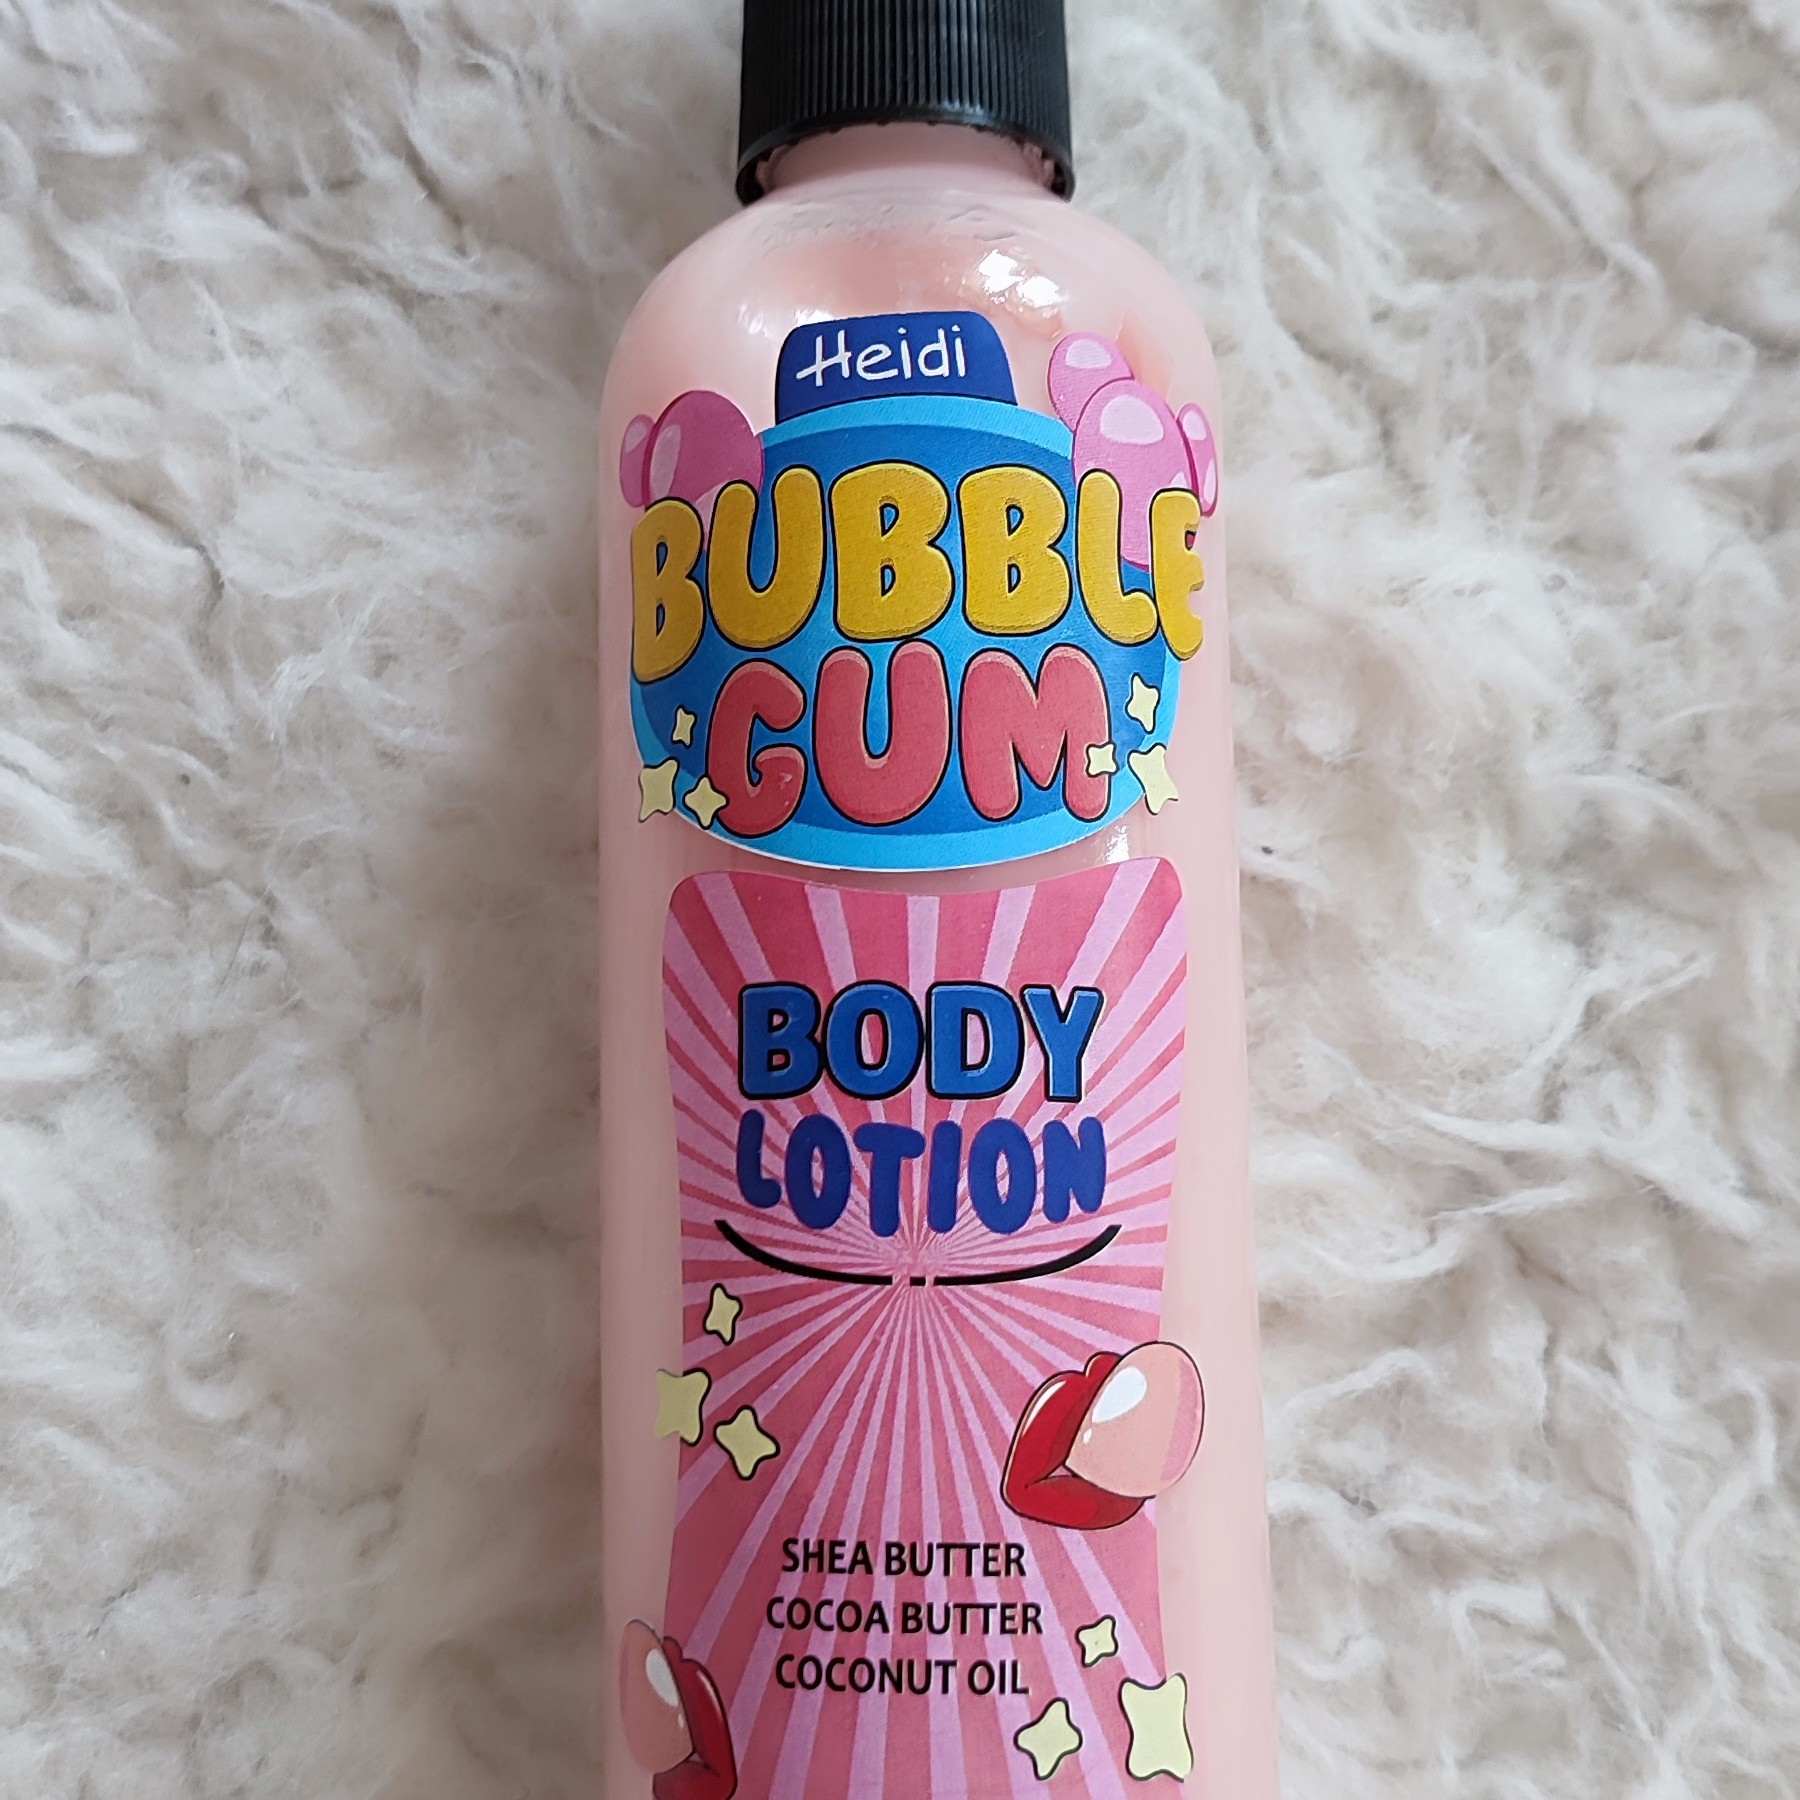 Heidi
BUBBLE
GUM
BODY
LOTION
SHEA BUTTER
COCOA BUTTER
COCONUT OIL